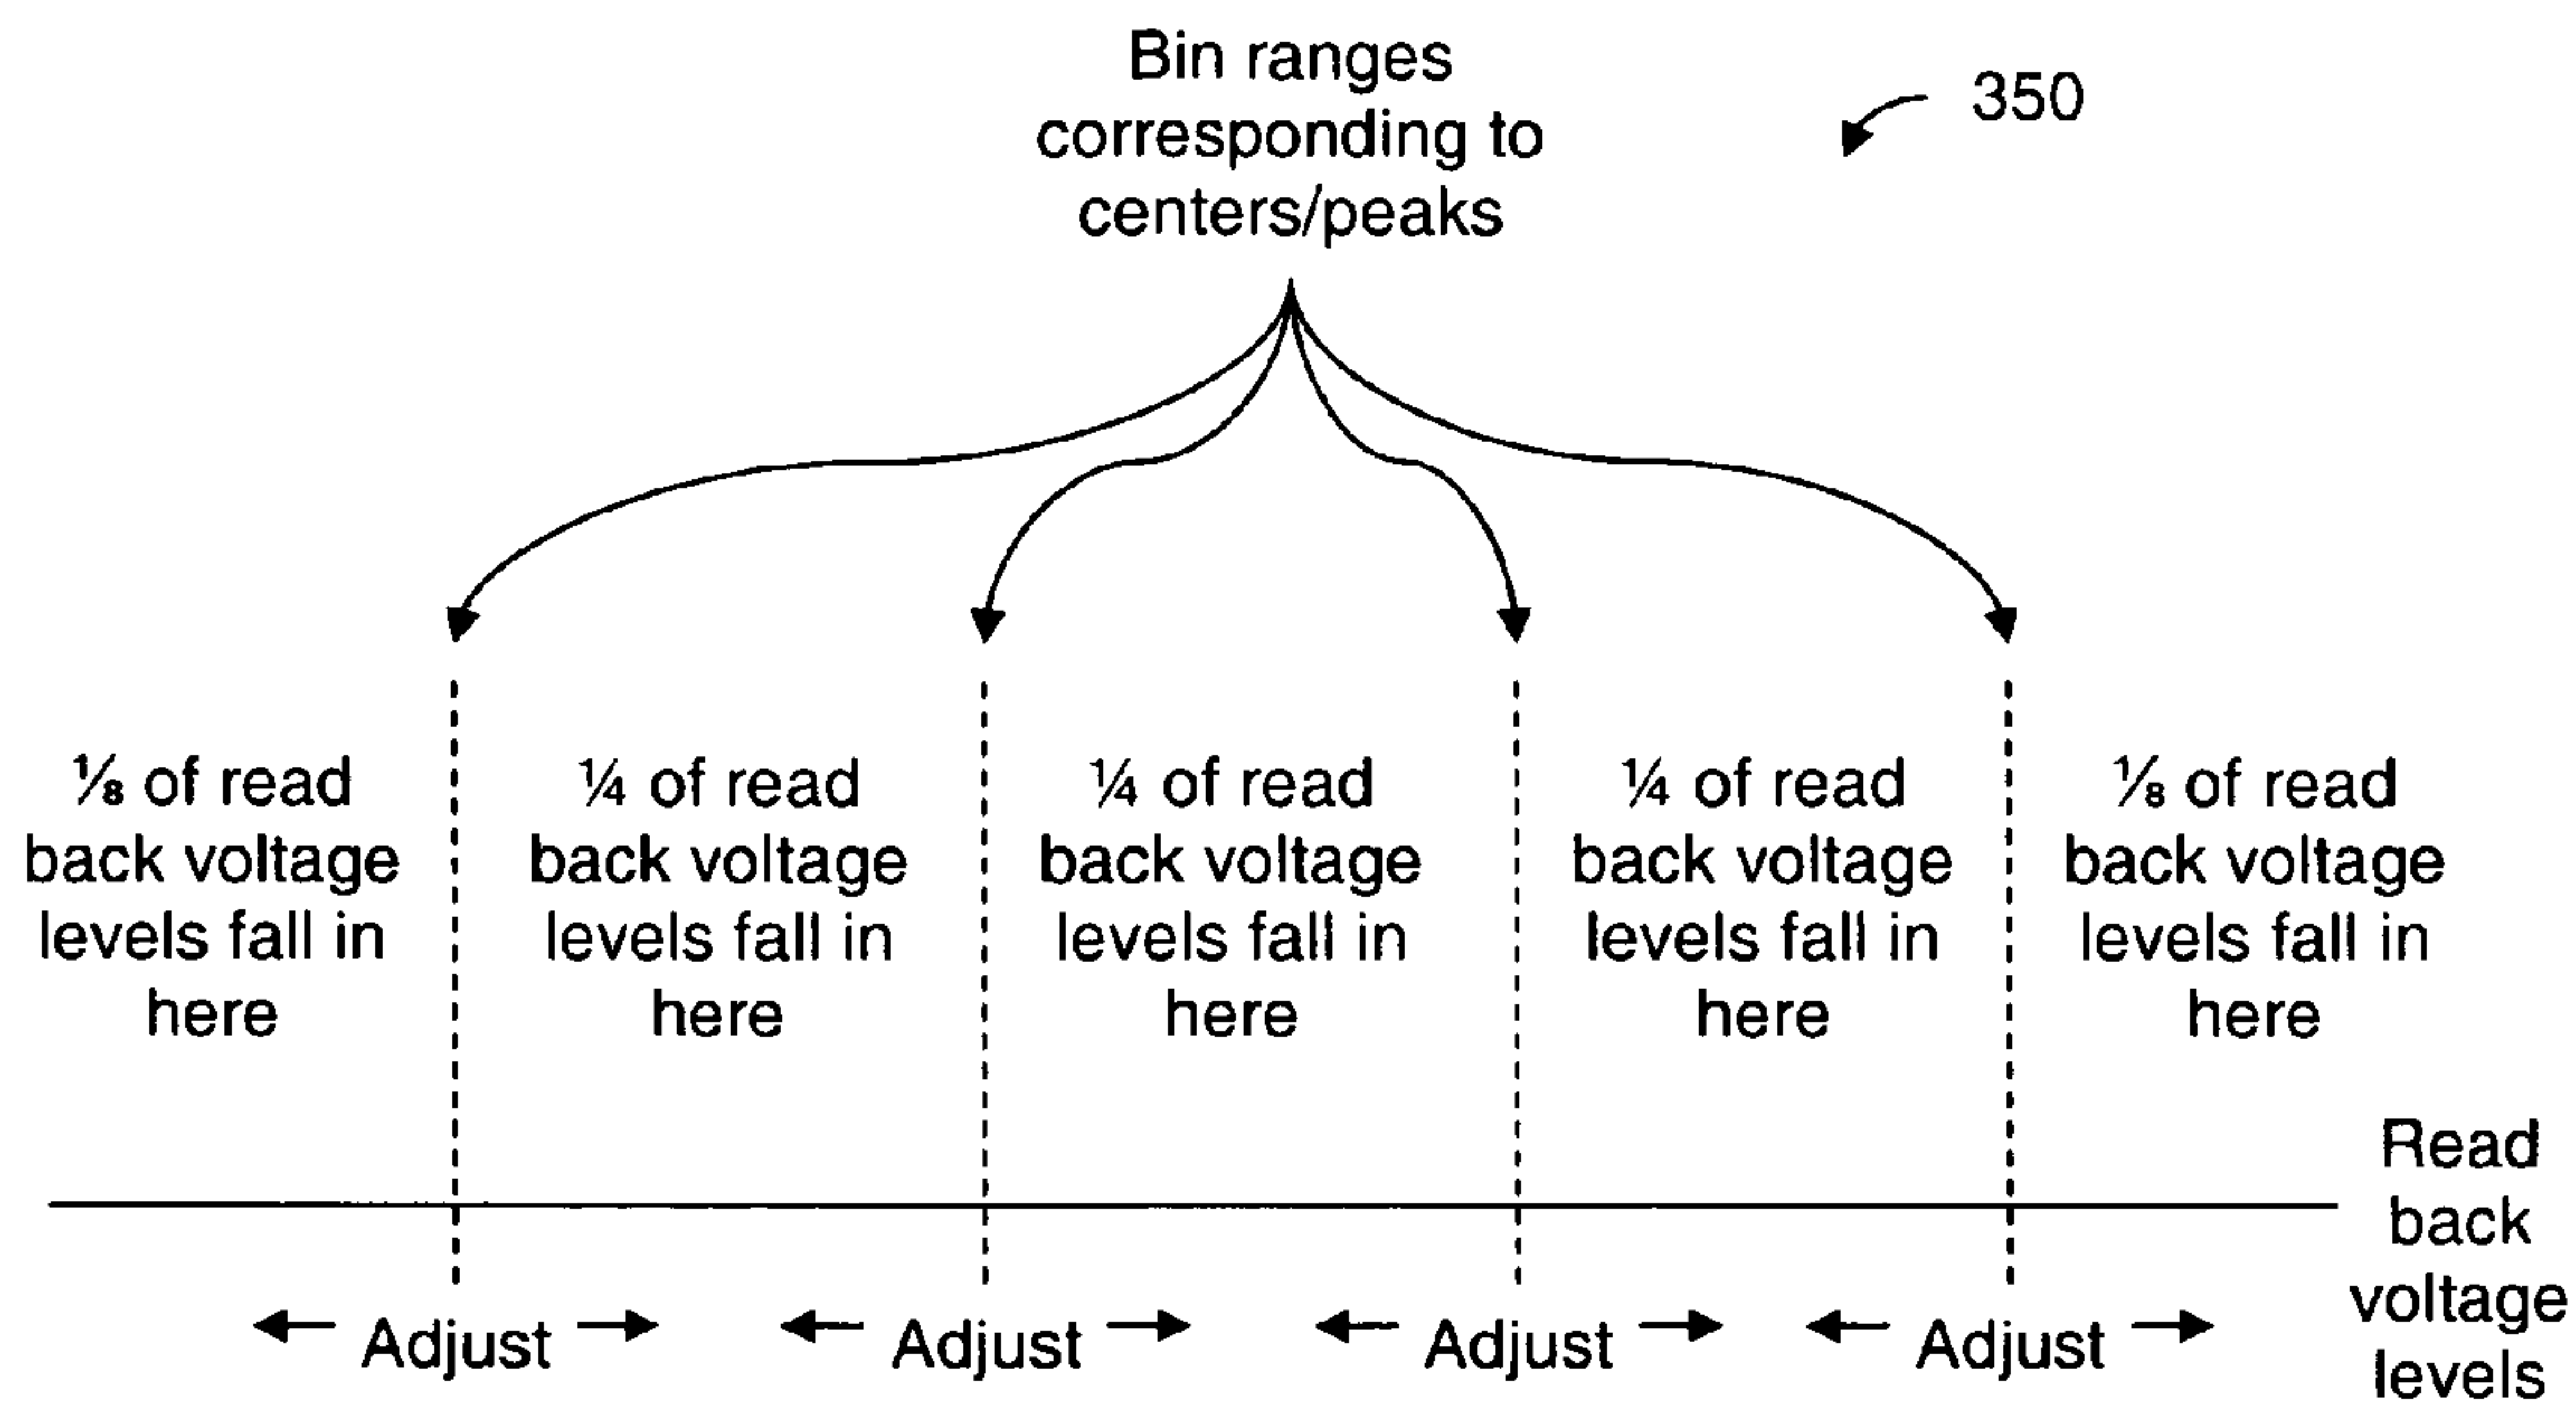 Bin ranges
corresponding to
centers/peaks
350
⅛ of read
back voltage
levels fall in
here
¼ of read
back voltage
levels fall in
here
¼ of read
back voltage
levels fall in
here
¼ of read
back voltage
levels fall in
here
⅛ of read
back voltage
levels fall in
here
Read
back
voltage
levels
Adjust
Adjust
Adjust
Adjust